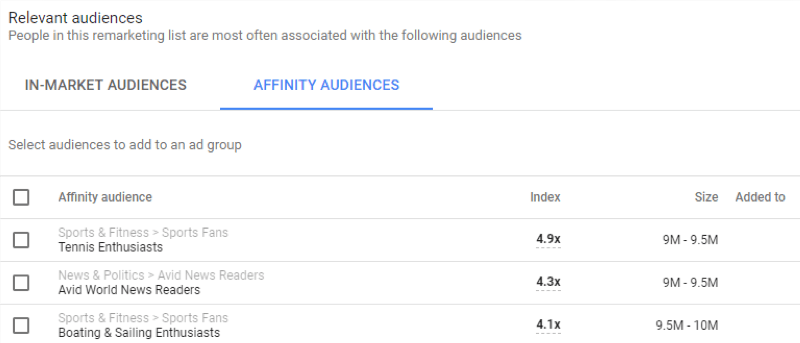 Relevant audiences
People in this remarketing list are most often associated with the following audiences
IN-MARKET AUDIENCES AFFINITY AUDIENCES
Select audiences to add to an ad group
Affinity audience Index Size Added to
Sports & Fitness > Sports Fans
Tennis Enthusiasts 4.9x 9M - 9.5M
News & Politics > Avid News Readers
Avid World News Readers 4.3x 9M - 9.5M
Sports & Fitness > Sports Fans
Boating & Sailing Enthusiasts 4.1x 9.5M - 10M